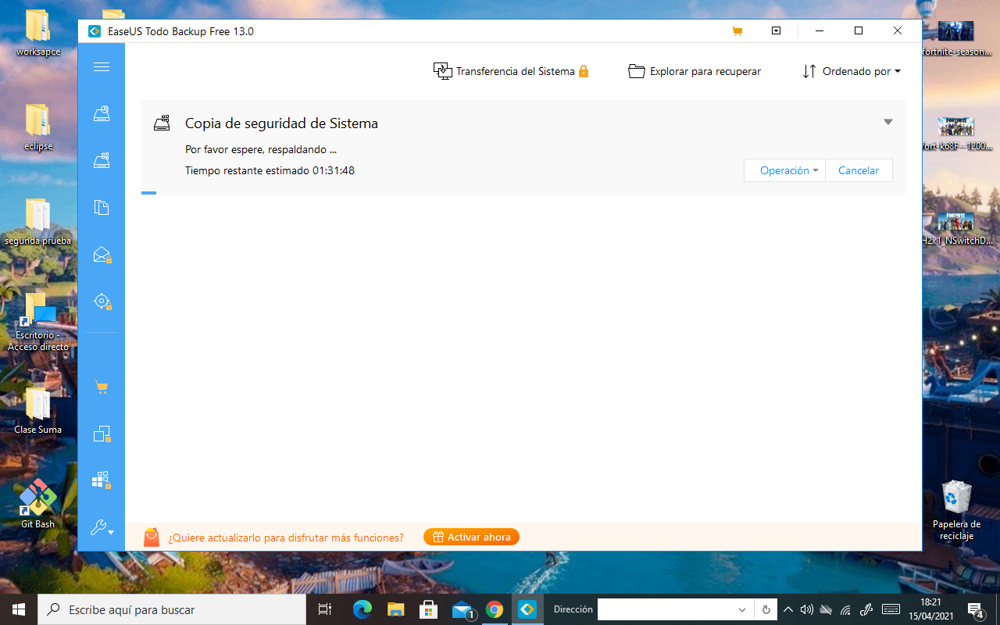 worksapce
eclipse
segunda prueba
Escritorio -
Acceso directo
Clase Suma
Git Bash
EaseUS Todo Backup Free 13.0
Transferencia del Sistema
Explorar para recuperar
Ordenado por
Copia de seguridad de Sistema
Por favor espere, respaldando ...
Tiempo restante estimado 01:31:48
Operación
Cancelar
¿Quiere actualizarlo para disfrutar más funciones?
Activar ahora
fortnite-season...
FORTNITE
fort-k68F--1200...
FORTNITE
H2x1_NSwitchD...
Papelera de
reciclaje
Escribe aquí para buscar
1
Dirección
18:21
15/04/2021
4